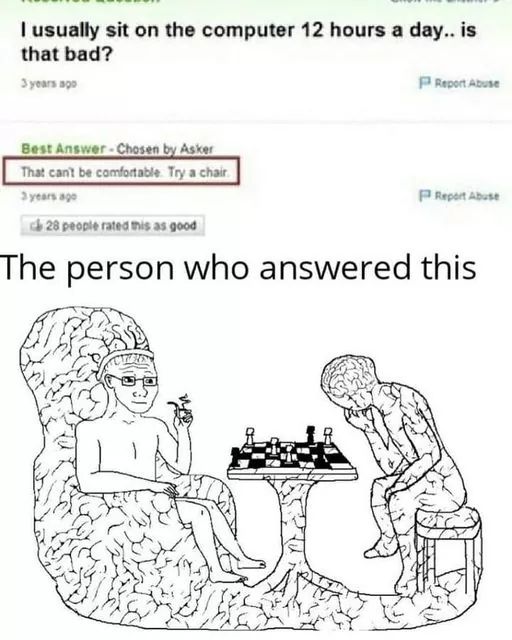 I usually sit on the computer 12 hours a day.. is
that bad?
3 years ago
Report Abuse
Best Answer - Chosen by Asker
That can't be comfortable. Try a chair.
3 years ago
Report Abuse
28 people rated this as good
The person who answered this